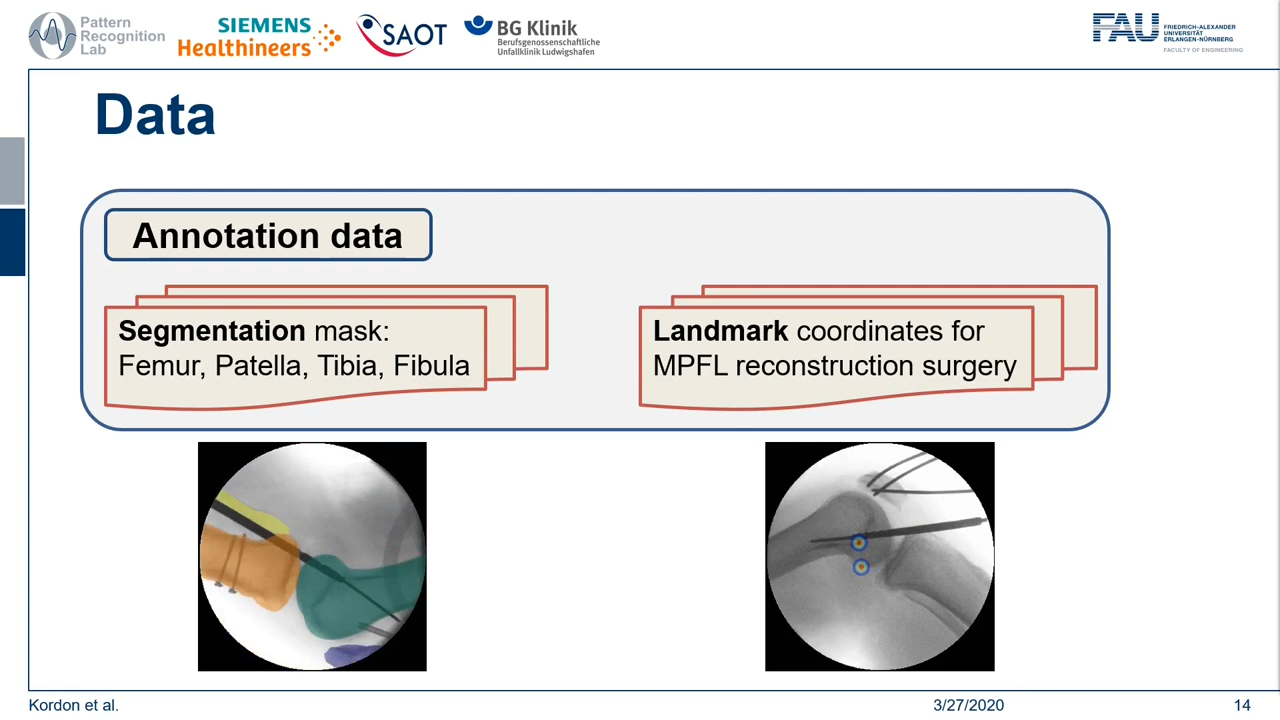 Pattern
Recognition
Lab
SIEMENS
Healthineers
SAOT
BG Klinik
Berufsgenossenschaftliche
Unfallklinik Ludwigshafen
FAU
FRIEDRICH-ALEXANDER
UNIVERSITÄT
ERLANGEN-NÜRNBERG
FACULTY OF ENGINEERING
Data
Annotation data
Segmentation mask:
Femur, Patella, Tibia, Fibula
Landmark coordinates for
MPFL reconstruction surgery
Kordon et al.
3/27/2020
14